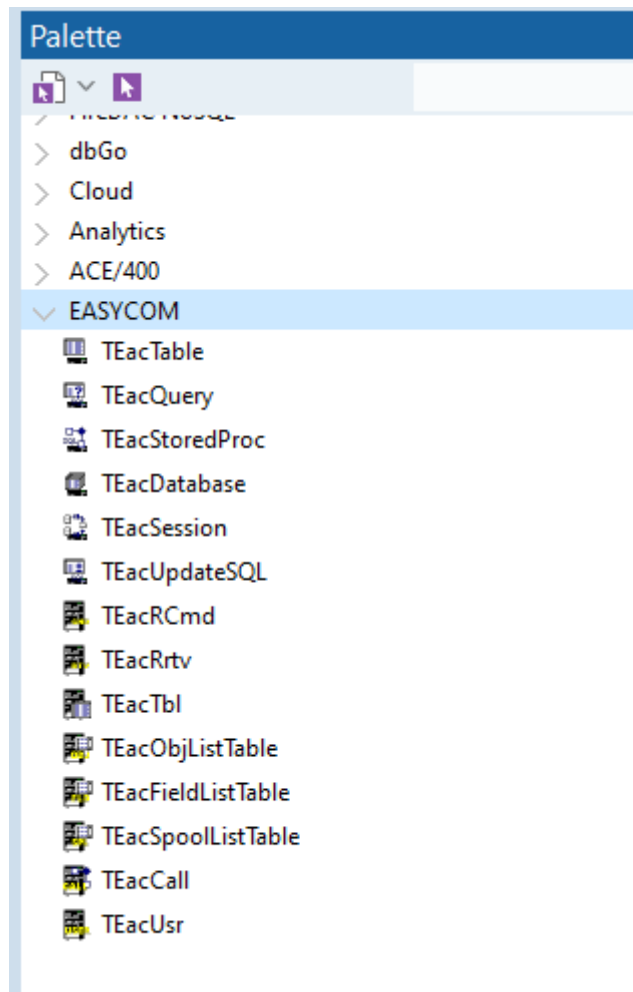 Palette
dbGo
Cloud
Analytics
ACE/400
EASYCOM
TEacTable
TEacQuery
TEacStoredProc
TEacDatabase
TEacSession
TEacUpdateSQL
TEacRCmd
TEacRrtv
TEacTbl
TEacObjListTable
TEacFieldListTable
TEacSpoolListTable
TEacCall
TEacUsr